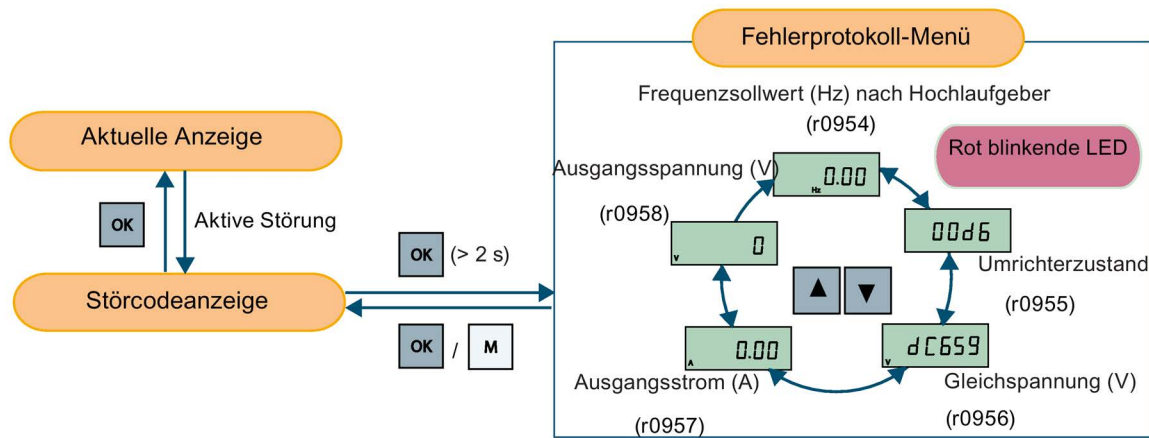 Fehlerprotokoll-Menü
Frequenzsollwert (Hz) nach Hochlaufgeber
(r0954)
Aktuelle Anzeige
Rot blinkende LED
Ausgangsspannung (V)
Hz 0.00
(r0958)
OK
Aktive Störung
V 0
00d6
OK (> 2 s)
Umrichterzustand
(r0955)
Störcodeanzeige
▲ ▼
OK / M
A 0.00
V dC659
Ausgangsstrom (A)
Gleichspannung (V)
(r0957)
(r0956)